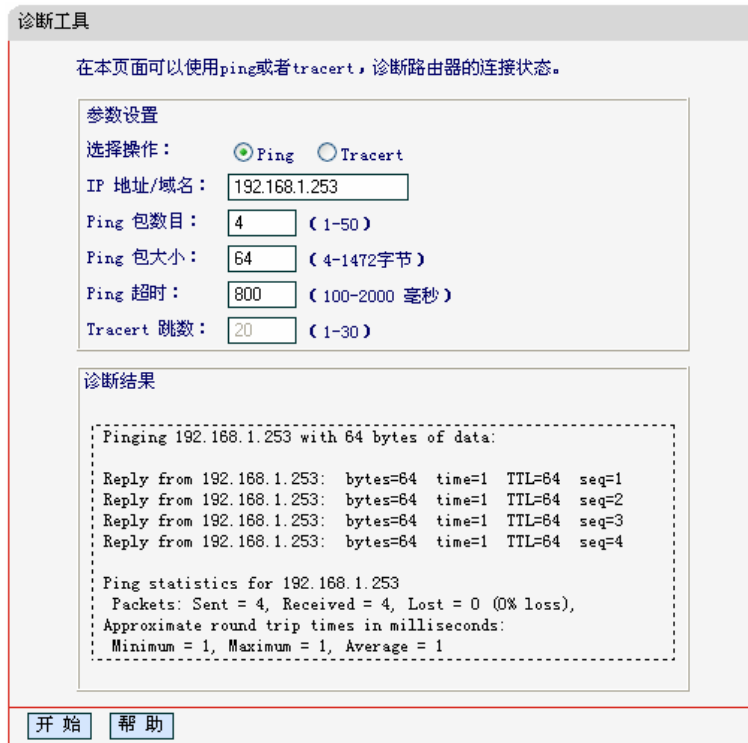 诊断工具
在本页面可以使用ping或者tracert，诊断路由器的连接状态。
参数设置
选择操作： Ping Tracert
IP 地址/域名： 192.168.1.253
Ping 包数目： 4 （1-50）
Ping 包大小： 64 （4-1472字节）
Ping 超时： 800 （100-2000 毫秒）
Tracert 跳数： 20 （1-30）
诊断结果
Pinging 192.168.1.253 with 64 bytes of data:
Reply from 192.168.1.253: bytes=64 time=1 TTL=64 seq=1
Reply from 192.168.1.253: bytes=64 time=1 TTL=64 seq=2
Reply from 192.168.1.253: bytes=64 time=1 TTL=64 seq=3
Reply from 192.168.1.253: bytes=64 time=1 TTL=64 seq=4
Ping statistics for 192.168.1.253
Packets: Sent = 4, Received = 4, Lost = 0 (0% loss),
Approximate round trip times in milliseconds:
Minimum = 1, Maximum = 1, Average = 1
开 始 帮 助